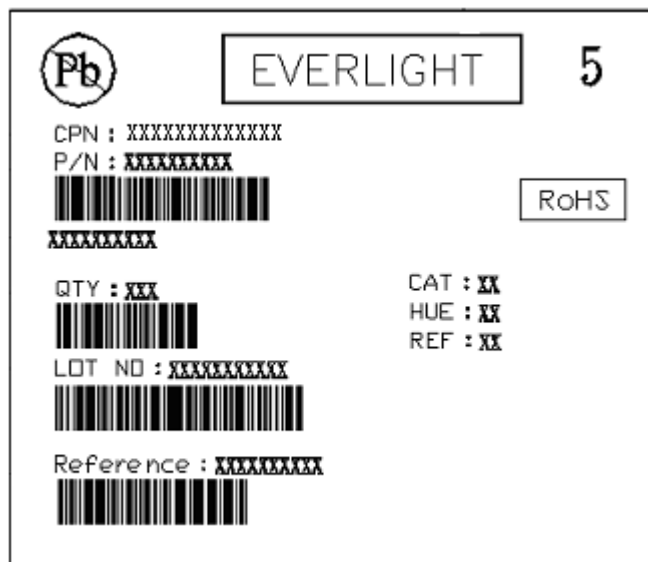 Pb
EVERLIGHT
5
CPN : XXXXXXXXXXXXX
P/N : XXXXXXXXXX
RoHS
XXXXXXXXXX
QTY : XXX
CAT : XX
HUE : XX
REF : XX
LOT NO : XXXXXXXXXXX
Reference : XXXXXXXXXX